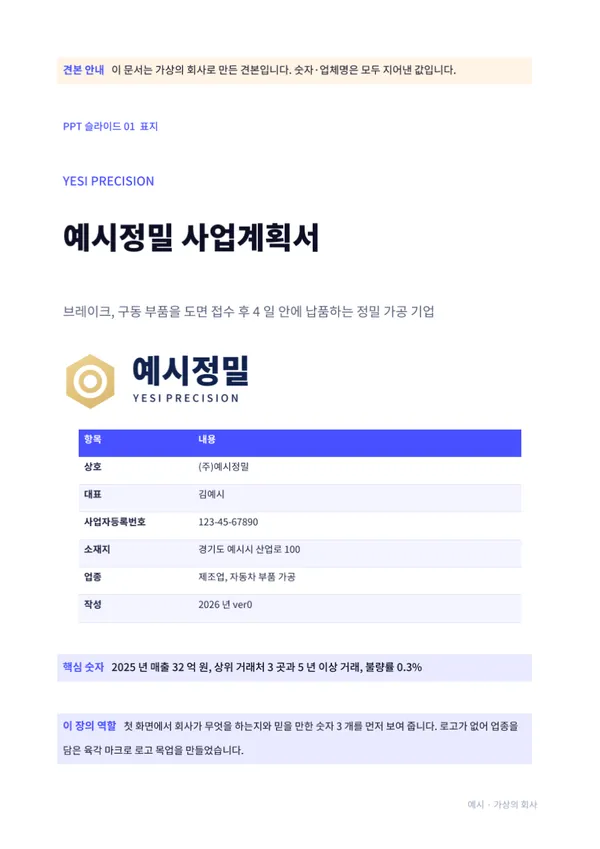 견본 안내 이 문서는 가상의 회사로 만든 견본입니다. 숫자·업체명은 모두 지어낸 값입니다.
PPT 슬라이드 01 표지
YESI PRECISION
예시정밀 사업계획서
브레이크, 구동 부품을 도면 접수 후 4 일 안에 납품하는 정밀 가공 기업
예시정밀
YESI PRECISION
항목 내용
상호 (주)예시정밀
대표 김예시
사업자등록번호 123-45-67890
소재지 경기도 예시시 산업로 100
업종 제조업, 자동차 부품 가공
작성 2026 년 ver0
핵심 숫자 2025 년 매출 32 억 원, 상위 거래처 3 곳과 5 년 이상 거래, 불량률 0.3%
이 장의 역할 첫 화면에서 회사가 무엇을 하는지와 믿을 만한 숫자 3 개를 먼저 보여 줍니다. 로고가 없어 업종을
담은 육각 마크로 로고 목업을 만들었습니다.
예시 · 가상의 회사